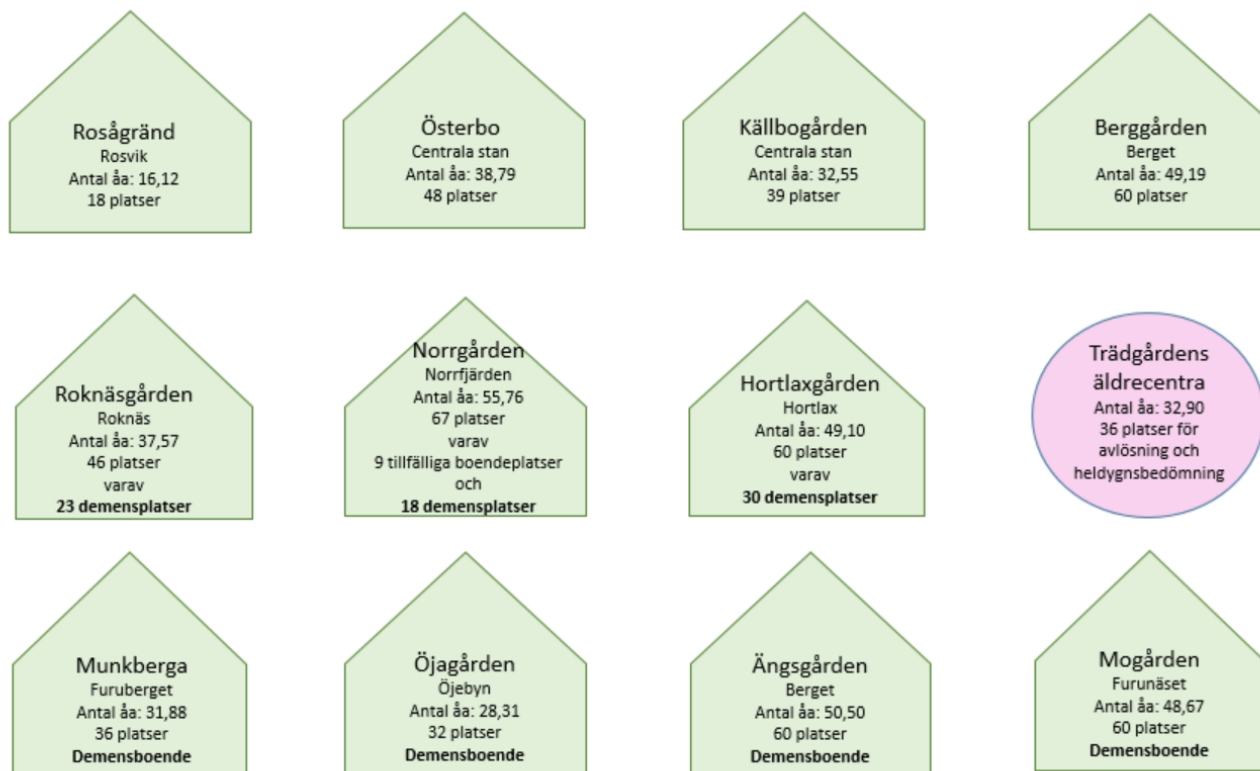 Rosågränd
Rosvik
Antal åa: 16,12
18 platser
Österbo
Centrala stan
Antal åa: 38,79
48 platser
Källbogården
Centrala stan
Antal åa: 32,55
39 platser
Berggården
Berget
Antal åa: 49,19
60 platser
Roknäsgården
Roknäs
Antal åa: 37,57
46 platser
varav
23 demensplatser
Norrgården
Norrfjärden
Antal åa: 55,76
67 platser
varav
9 tillfälliga boendeplatser
och
18 demensplatser
Hortlaxgården
Hortlax
Antal åa: 49,10
60 platser
varav
30 demensplatser
Trädgårdens
äldrecentra
Antal åa: 32,90
36 platser för
avlösning och
heldygnsbedömning
Munkberga
Furuberget
Antal åa: 31,88
36 platser
Demensboende
Öjagården
Öjebyn
Antal åa: 28,31
32 platser
Demensboende
Ängsgården
Berget
Antal åa: 50,50
60 platser
Demensboende
Mogården
Furunäset
Antal åa: 48,67
60 platser
Demensboende